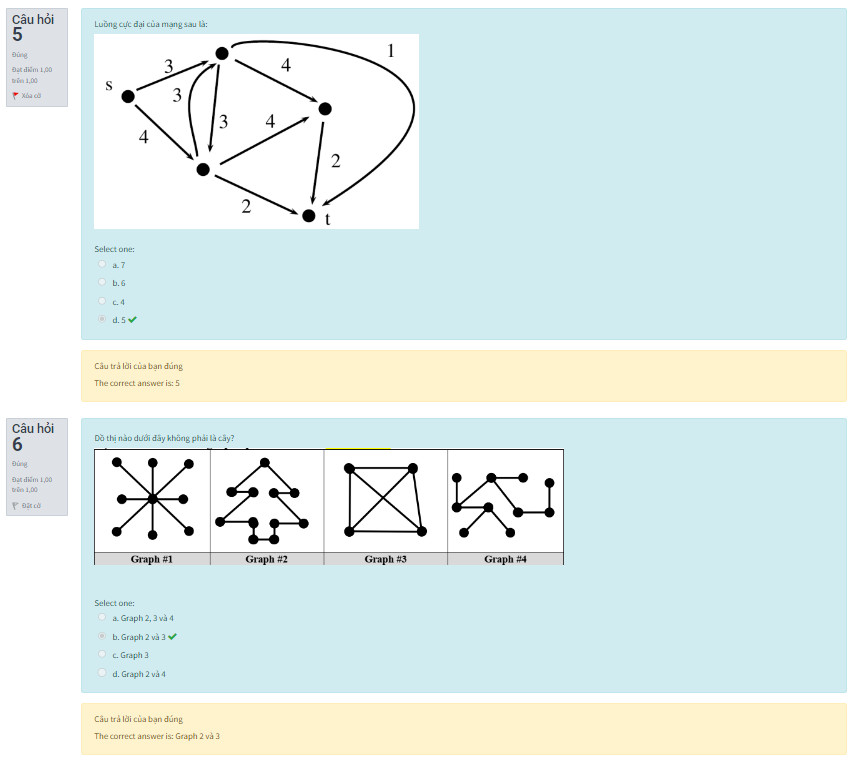 Câu hỏi
5
Đúng
Đạt điểm 1,00
trên 1,00
Xóa cờ
Luồng cực đại của mạng sau là:
1
3
4
s
3
3
4
4
2
2
t
Select one:
a. 7
b. 6
c. 4
d. 5
Câu trả lời của bạn đúng
The correct answer is: 5
Câu hỏi
6
Đúng
Đạt điểm 1,00
trên 1,00
Đặt cờ
Đồ thị nào dưới đây không phải là cây?
Graph #1 Graph #2 Graph #3 Graph #4
Select one:
a. Graph 2, 3 và 4
b. Graph 2 và 3
c. Graph 3
d. Graph 2 và 4
Câu trả lời của bạn đúng
The correct answer is: Graph 2 và 3